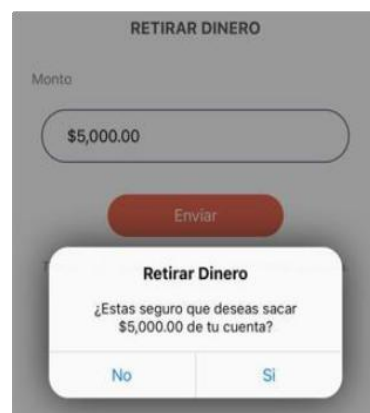 RETIRAR DINERO
Monto
$5,000.00
Enviar
Retirar Dinero
¿Estas seguro que deseas sacar
$5,000.00 de tu cuenta?
No
Si